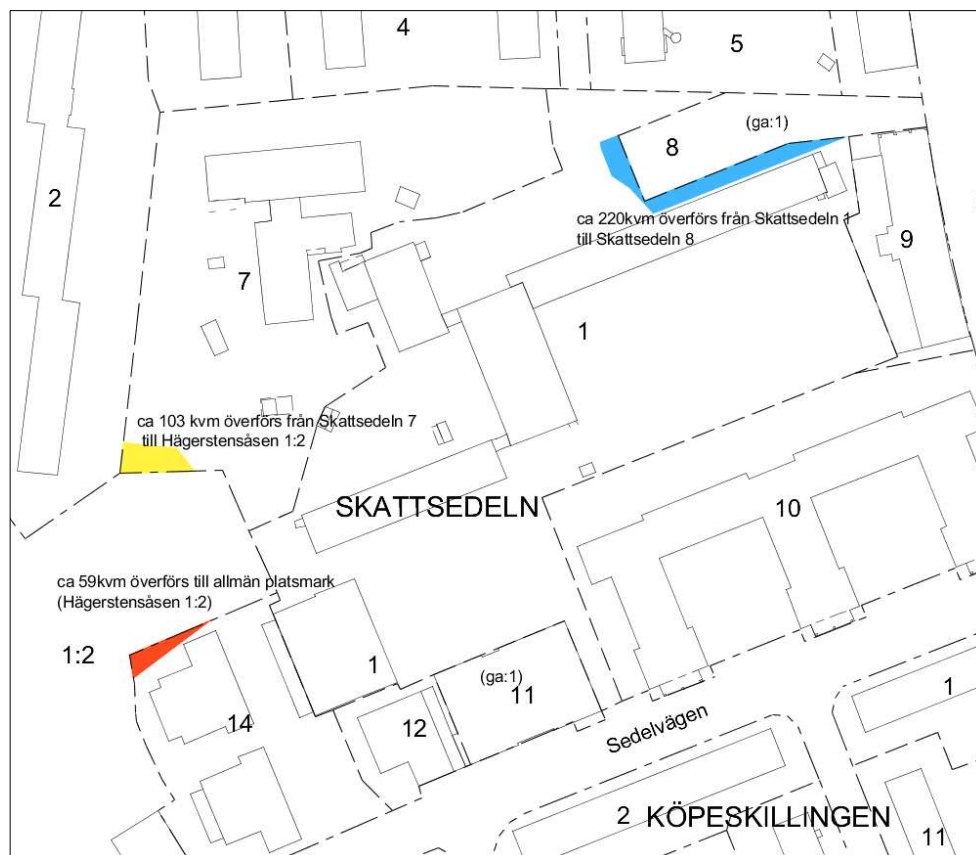 4
5
(ga:1)
8
2
ca 220kvm överförs från Skattsedeln 1
till Skattsedeln 8
9
7
1
ca 103 kvm överförs från Skattsedeln 7
till Hägerstensåsen 1:2
SKATTSEDELN
10
ca 59kvm överförs till allmän platsmark
(Hägerstensåsen 1:2)
1:2
1
(ga:1)
11
1
14
12
Sedelvägen
2 KÖPESKILLINGEN
11